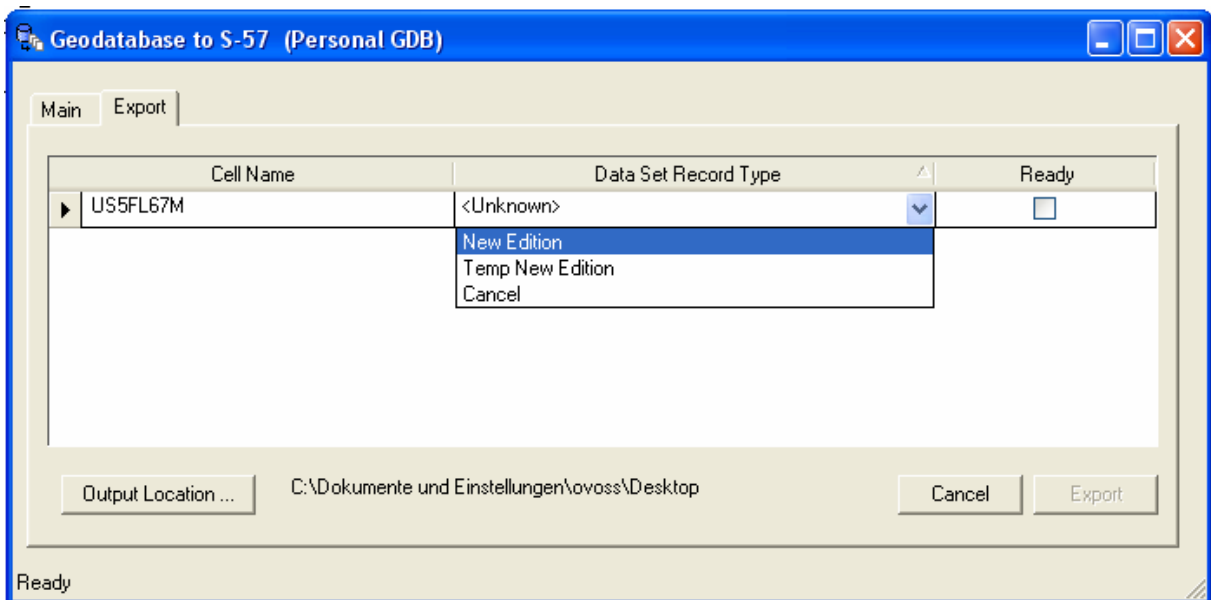 Geodatabase to S-57 (Personal GDB)
Main Export
Cell Name Data Set Record Type Ready
US5FL67M <Unknown>
New Edition
Temp New Edition
Cancel
Output Location ... C:\Dokumente und Einstellungen\ovoss\Desktop Cancel Export
Ready